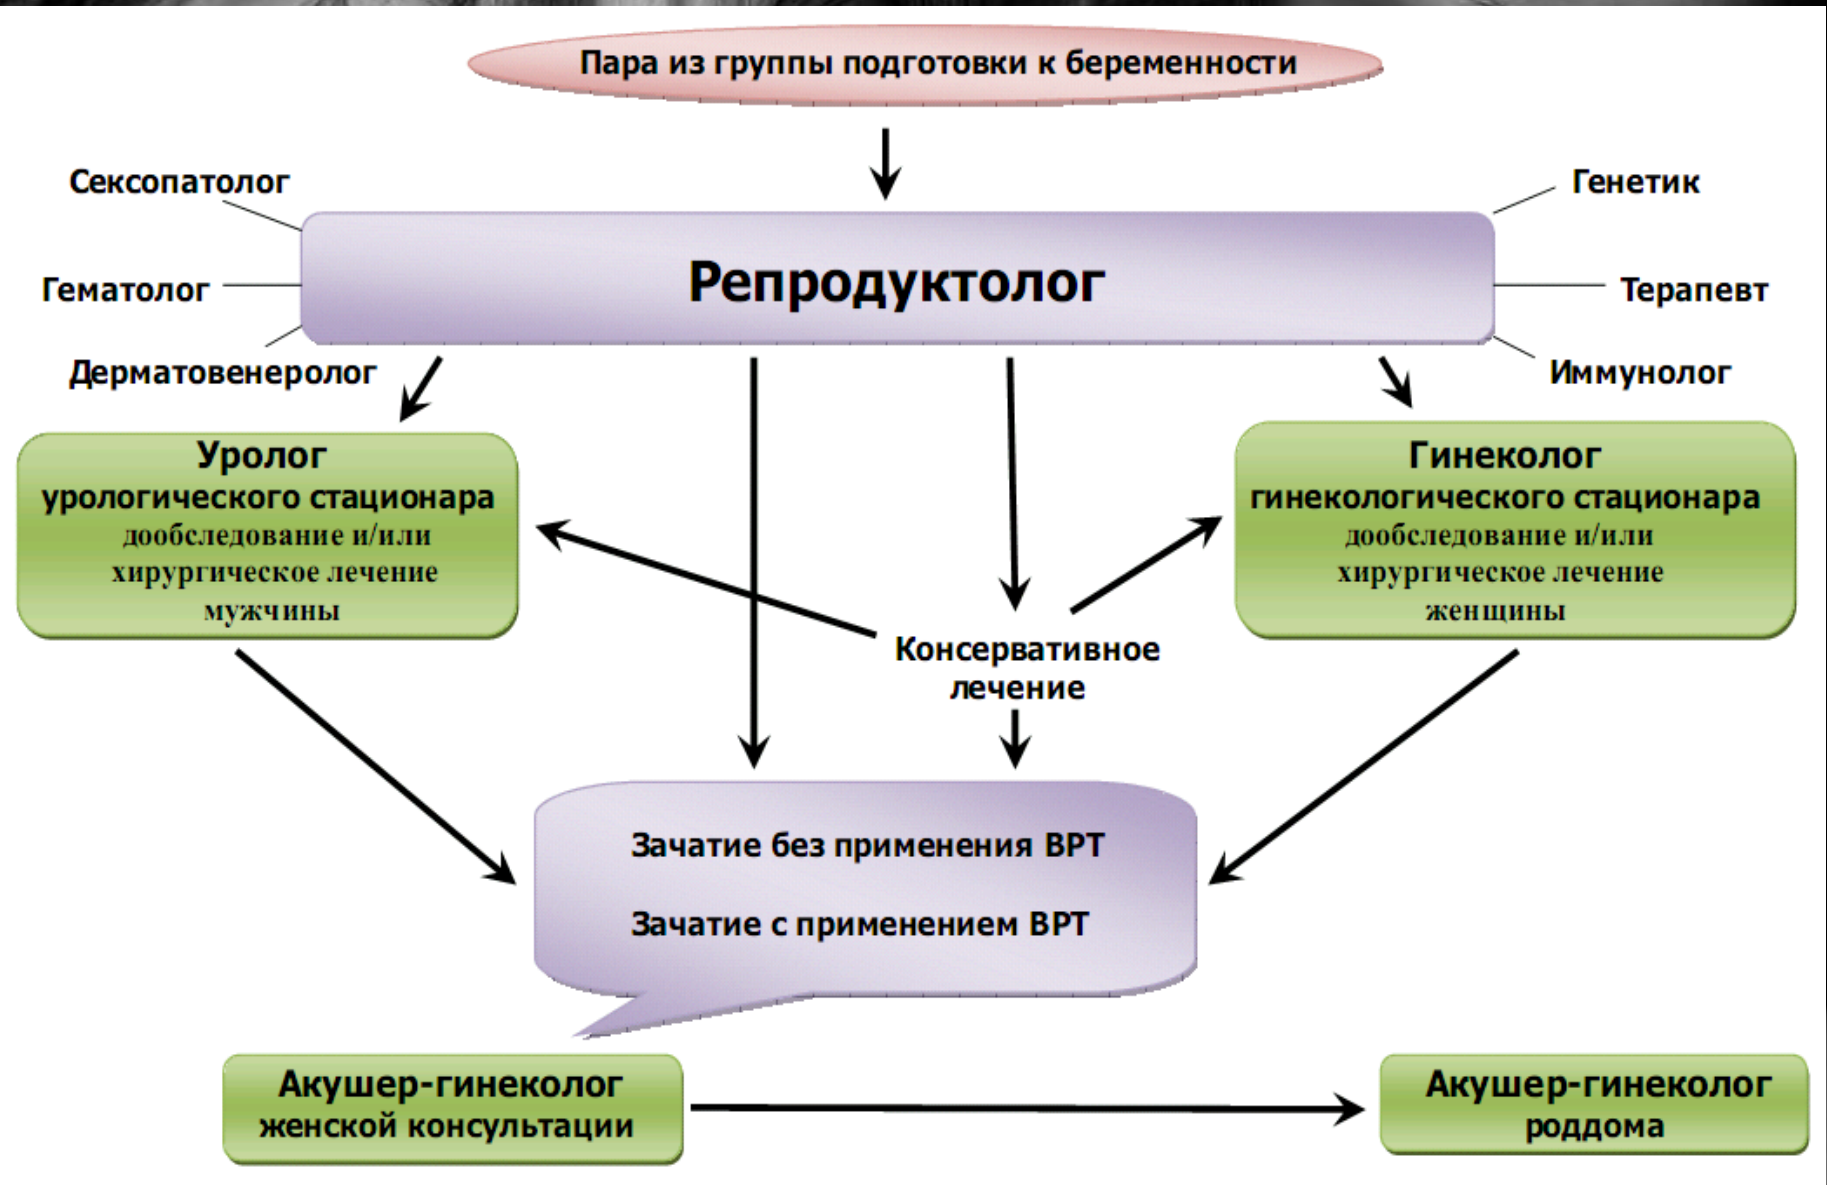 Пара из группы подготовки к беременности
Сексопатолог
Генетик
Репродуктолог
Гематолог
Терапевт
Дерматовенеролог
Иммунолог
Уролог
урологического стационара
дообследование и/или
хирургическое лечение
мужчины
Гинеколог
гинекологического стационара
дообследование и/или
хирургическое лечение
женщины
Консервативное
лечение
Зачатие без применения ВРТ
Зачатие с применением ВРТ
Акушер-гинеколог
женской консультации
Акушер-гинеколог
роддома